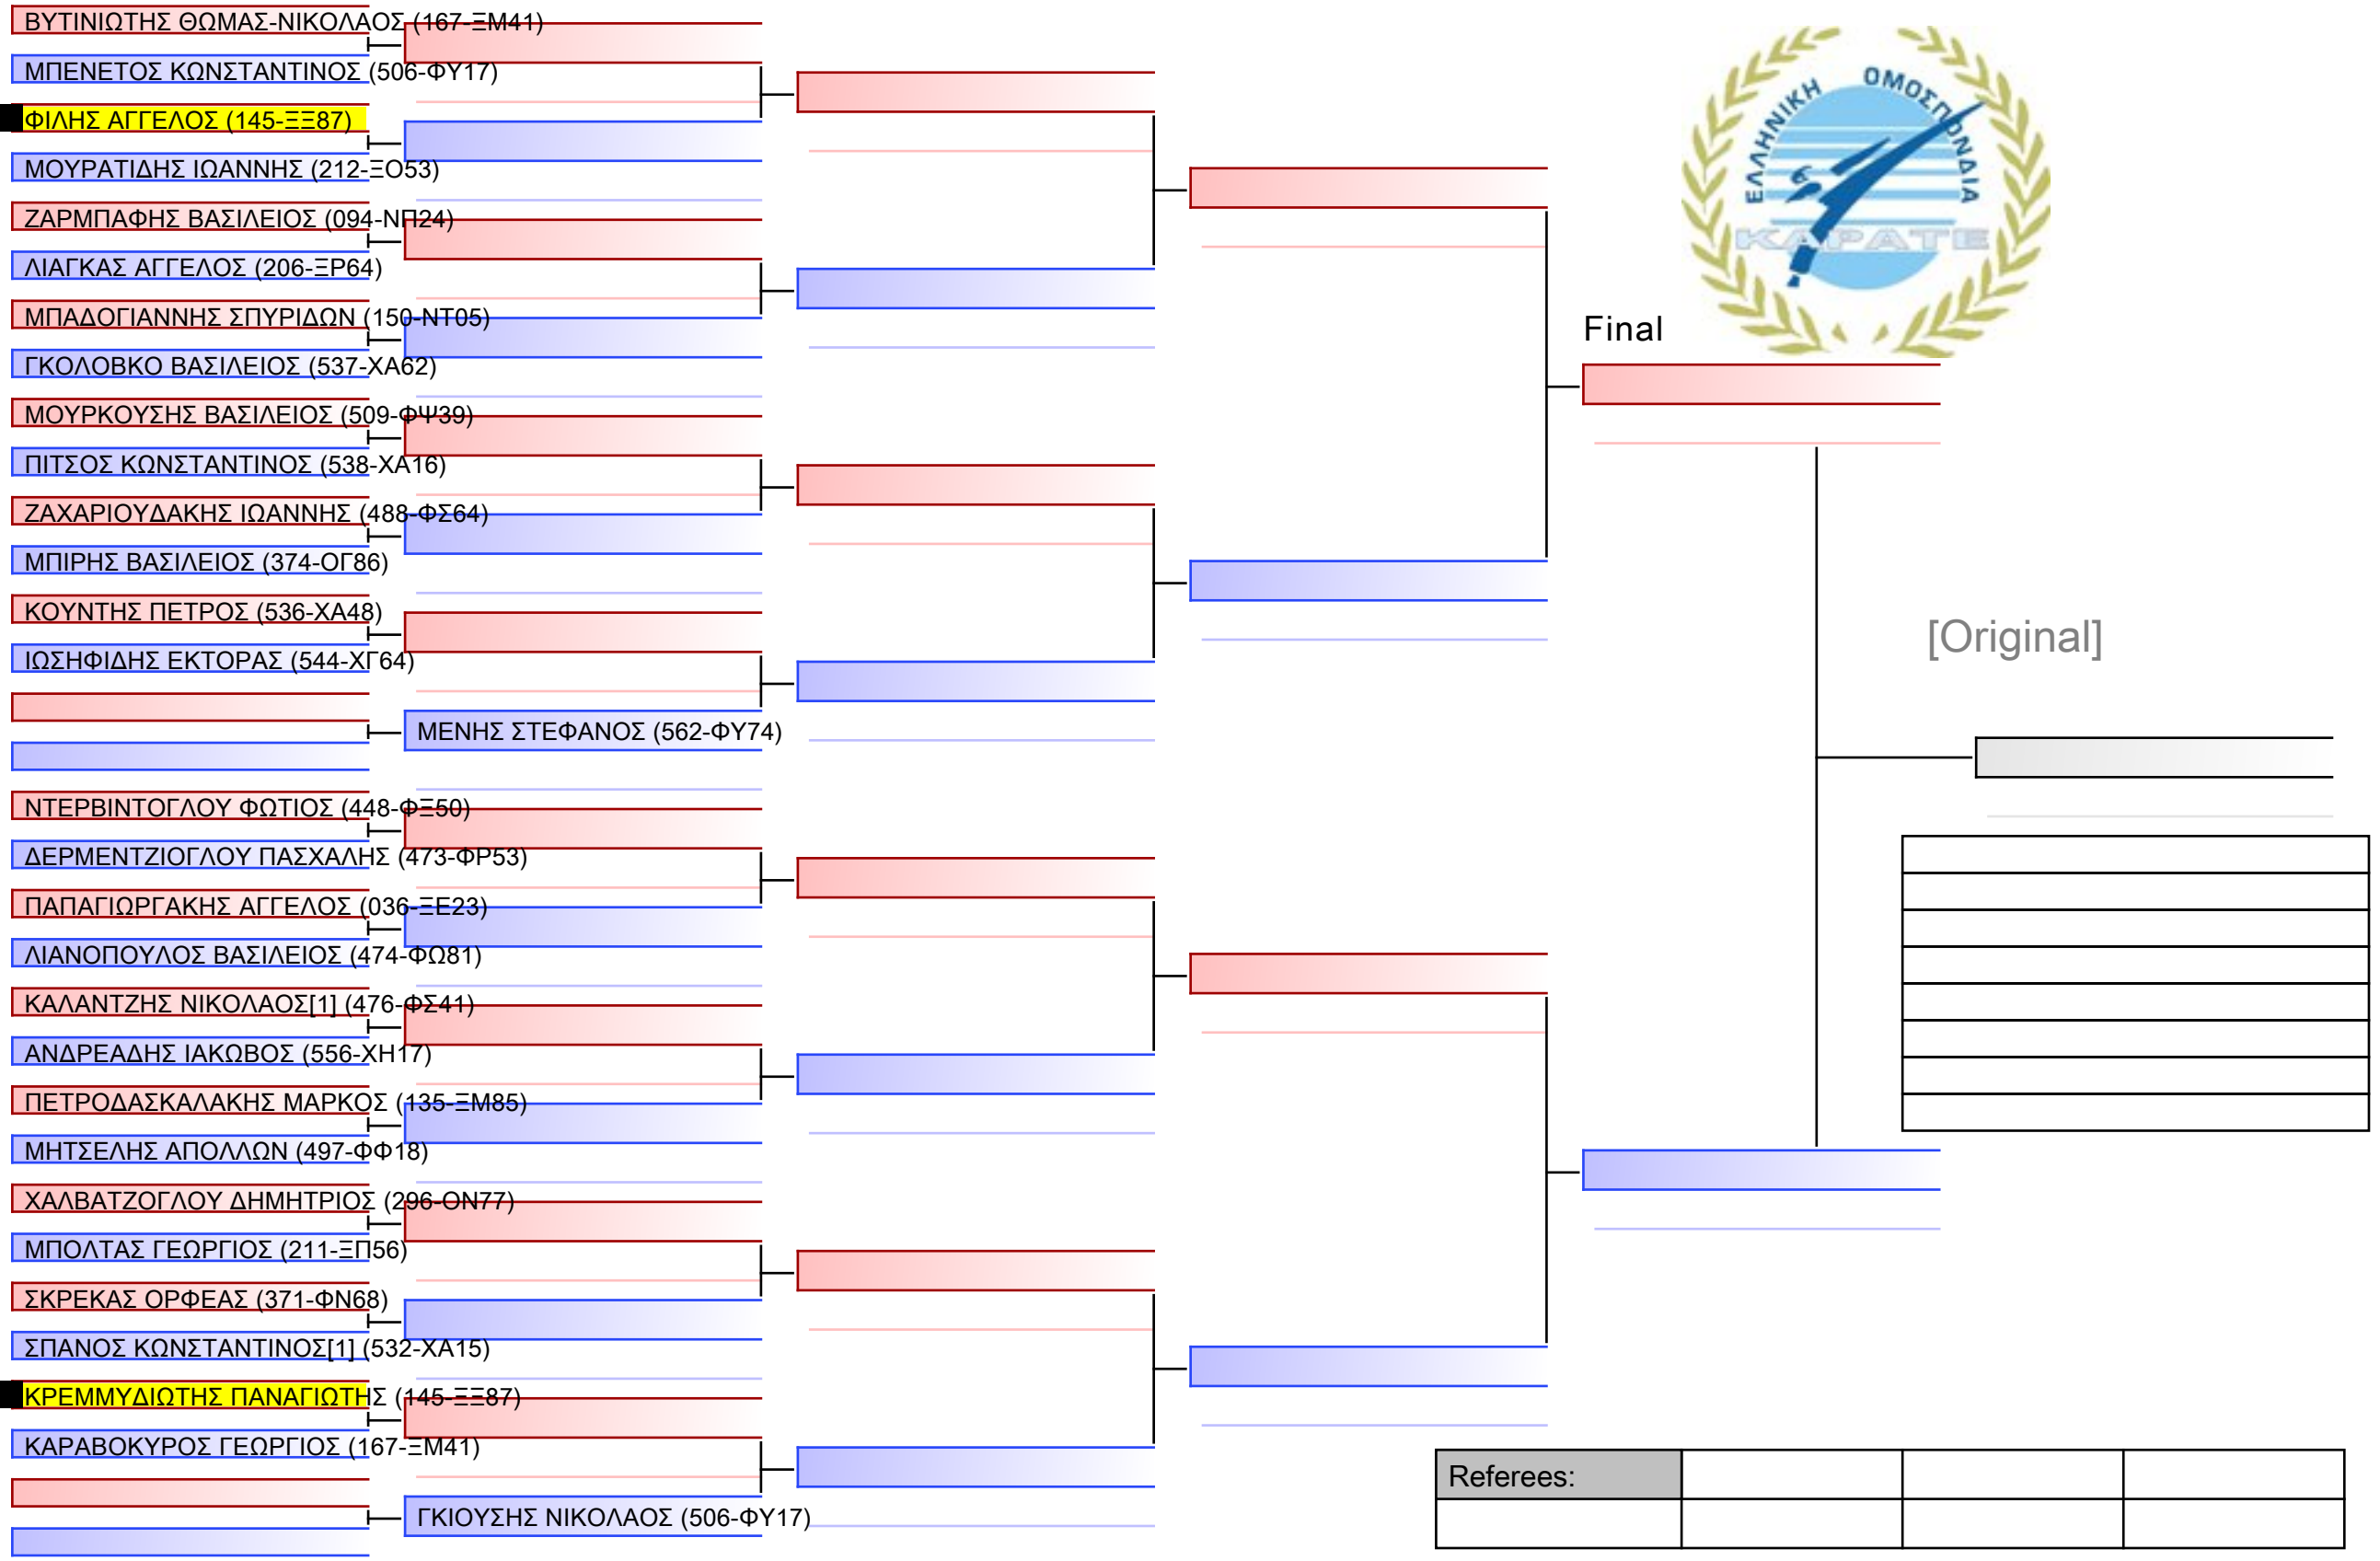 ΒΥΤΙΝΙΩΤΗΣ ΘΩΜΑΣ-ΝΙΚΟΛΑΟΣ (167-ΞΜ41)
ΜΠΕΝΕΤΟΣ ΚΩΝΣΤΑΝΤΙΝΟΣ (506-ΦΥ17)
ΦΙΛΗΣ ΑΓΓΕΛΟΣ (145-ΞΞ87)
ΜΟΥΡΑΤΙΔΗΣ ΙΩΑΝΝΗΣ (212-ΞΟ53)
ΖΑΡΜΠΑΦΗΣ ΒΑΣΙΛΕΙΟΣ (094-ΝΠ24)
ΛΙΑΓΚΑΣ ΑΓΓΕΛΟΣ (206-ΞΡ64)
ΜΠΑΔΟΓΙΑΝΝΗΣ ΣΠΥΡΙΔΩΝ (150-ΝΤ05)
ΓΚΟΛΟΒΚΟ ΒΑΣΙΛΕΙΟΣ (537-ΧΑ62)
ΜΟΥΡΚΟΥΣΗΣ ΒΑΣΙΛΕΙΟΣ (509-ΦΨ39)
ΠΙΤΣΟΣ ΚΩΝΣΤΑΝΤΙΝΟΣ (538-ΧΑ16)
ΖΑΧΑΡΙΟΥΔΑΚΗΣ ΙΩΑΝΝΗΣ (488-ΦΣ64)
ΜΠΙΡΗΣ ΒΑΣΙΛΕΙΟΣ (374-ΟΓ86)
ΚΟΥΝΤΗΣ ΠΕΤΡΟΣ (536-ΧΑ48)
ΙΩΣΗΦΙΔΗΣ ΕΚΤΟΡΑΣ (544-ΧΓ64)
ΜΕΝΗΣ ΣΤΕΦΑΝΟΣ (562-ΦΥ74)
ΝΤΕΡΒΙΝΤΟΓΛΟΥ ΦΩΤΙΟΣ (448-ΦΞ50)
ΔΕΡΜΕΝΤΖΙΟΓΛΟΥ ΠΑΣΧΑΛΗΣ (473-ΦΡ53)
ΠΑΠΑΓΙΩΡΓΑΚΗΣ ΑΓΓΕΛΟΣ (036-ΞΕ23)
ΛΙΑΝΟΠΟΥΛΟΣ ΒΑΣΙΛΕΙΟΣ (474-ΦΩ81)
ΚΑΛΑΝΤΖΗΣ ΝΙΚΟΛΑΟΣ[1] (476-ΦΣ41)
ΑΝΔΡΕΑΔΗΣ ΙΑΚΩΒΟΣ (556-ΧΗ17)
ΠΕΤΡΟΔΑΣΚΑΛΑΚΗΣ ΜΑΡΚΟΣ (135-ΞΜ85)
ΜΗΤΣΕΛΗΣ ΑΠΟΛΛΩΝ (497-ΦΦ18)
ΧΑΛΒΑΤΖΟΓΛΟΥ ΔΗΜΗΤΡΙΟΣ (296-ΟΝ77)
ΜΠΟΛΤΑΣ ΓΕΩΡΓΙΟΣ (211-ΞΠ56)
ΣΚΡΕΚΑΣ ΟΡΦΕΑΣ (371-ΦΝ68)
ΣΠΑΝΟΣ ΚΩΝΣΤΑΝΤΙΝΟΣ[1] (532-ΧΑ15)
ΚΡΕΜΜΥΔΙΩΤΗΣ ΠΑΝΑΓΙΩΤΗΣ (145-ΞΞ87)
ΚΑΡΑΒΟΚΥΡΟΣ ΓΕΩΡΓΙΟΣ (167-ΞΜ41)
ΓΚΙΟΥΣΗΣ ΝΙΚΟΛΑΟΣ (506-ΦΥ17)
ΕΛΛΗΝΙΚΗ ΟΜΟΣΠΟΝΔΙΑ
ΚΑΡΑΤΕ
Final
[Original]
Referees: